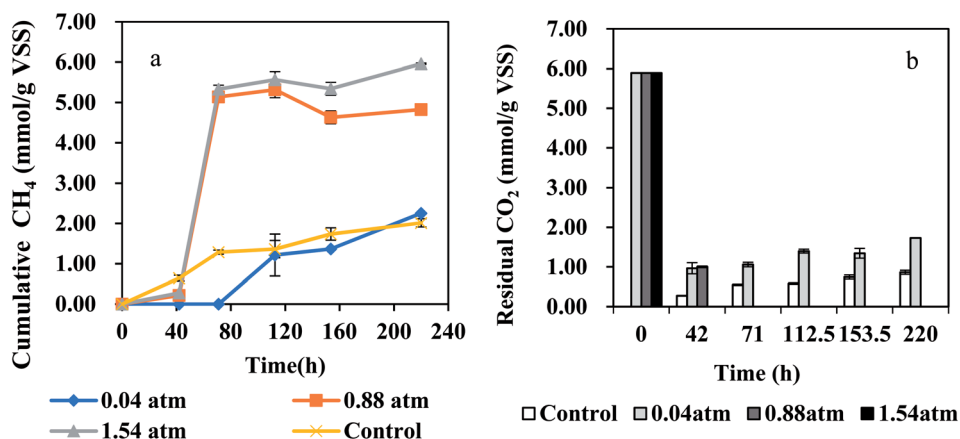 a
Cumulative CH4 (mmol/g VSS)
7.00
6.00
5.00
4.00
3.00
2.00
1.00
0.00
0 40 80 120 160 200 240
Time(h)
0.04 atm 0.88 atm
1.54 atm Control
b
Residual CO2 (mmol/g VSS)
7.00
6.00
5.00
4.00
3.00
2.00
1.00
0.00
0 42 71 112.5 153.5 220
Time (h)
Control 0.04atm 0.88atm 1.54atm